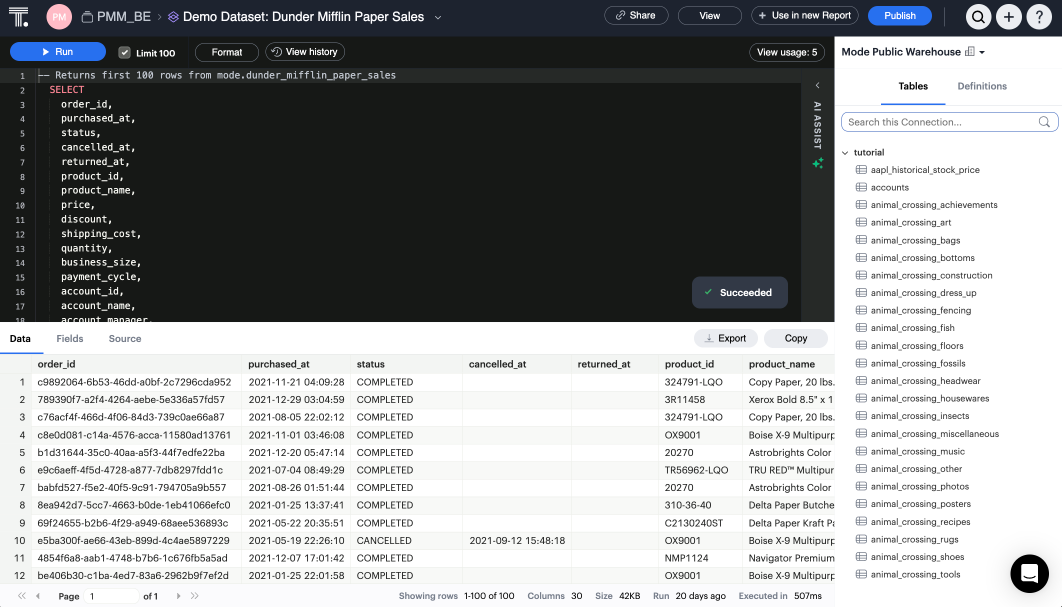 T.
PM
PMM_BE
Demo Dataset: Dunder Mifflin Paper Sales
Share
View
+ Use in new Report
Publish
Run
Limit 100
Format
View history
View usage: 5
1 -- Returns first 100 rows from mode.dunder_mifflin_paper_sales
2 SELECT
3 order_id,
4 purchased_at,
5 status,
6 cancelled_at,
7 returned_at,
8 product_id,
9 product_name,
10 price,
11 discount,
12 shipping_cost,
13 quantity,
14 business_size,
15 payment_cycle,
16 account_id,
17 account_name,
18 account_manager,
AI ASSIST
Succeeded
Data
Fields
Source
Export
Copy
order_id purchased_at status cancelled_at returned_at product_id product_name
1 c9892064-6b53-46dd-a0bf-2c7296cda952 2021-11-21 04:09:28 COMPLETED 324791-LQO Copy Paper, 20 lbs.
2 789390f7-a2f4-4264-aebe-5e336a57fd57 2021-12-29 03:04:59 COMPLETED 3R11458 Xerox Bold 8.5" x 1
3 c76acf4f-466d-4f06-84d3-739c0ae66a87 2021-08-05 22:02:12 COMPLETED 324791-LQO Copy Paper, 20 lbs.
4 c8e0d081-c14a-4576-acca-11580ad13761 2021-11-01 03:46:08 COMPLETED OX9001 Boise X-9 Multipurp
5 b1d31644-35c0-40aa-a5f3-44f7edfe22ba 2021-12-20 05:47:14 COMPLETED 20270 Astrobrights Color
6 e9c6aeff-4f5d-4728-a877-7db8297fdd1c 2021-07-04 08:49:29 COMPLETED TR56962-LQO TRU RED™ Multipur
7 babfd527-f5e2-40f5-9c91-794705a9b557 2021-08-26 01:51:44 COMPLETED 20270 Astrobrights Color
8 8ea942d7-5cc7-4663-b0de-1eb41066efc0 2021-01-25 13:37:41 COMPLETED 310-36-40 Delta Paper Butche
9 69f24655-b2b6-4f29-a949-68aee536893c 2021-05-22 20:35:51 COMPLETED C2130240ST Delta Paper Kraft Pa
10 e5ba300f-ae66-43eb-899d-4c4ae5897229 2021-05-19 22:26:10 CANCELLED 2021-09-12 15:48:18 OX9001 Boise X-9 Multipurp
11 4854f6a8-aab1-4748-b7b6-1c676fb5a5ad 2021-12-07 17:01:42 COMPLETED NMP1124 Navigator Premium
12 be406b30-c1ba-4ed7-83a6-2962b9f7ef2d 2021-01-25 22:01:58 COMPLETED OX9001 Boise X-9 Multipurp
Page 1 of 1
Showing rows 1-100 of 100 Columns 30 Size 42KB Run 20 days ago Executed in 507ms
Mode Public Warehouse
Tables
Definitions
Search this Connection...
tutorial
aapl_historical_stock_price
accounts
animal_crossing_achievements
animal_crossing_art
animal_crossing_bags
animal_crossing_bottoms
animal_crossing_construction
animal_crossing_dress_up
animal_crossing_fencing
animal_crossing_fish
animal_crossing_floors
animal_crossing_fossils
animal_crossing_headwear
animal_crossing_housewares
animal_crossing_insects
animal_crossing_miscellaneous
animal_crossing_music
animal_crossing_other
animal_crossing_photos
animal_crossing_posters
animal_crossing_recipes
animal_crossing_rugs
animal_crossing_shoes
animal_crossing_tools